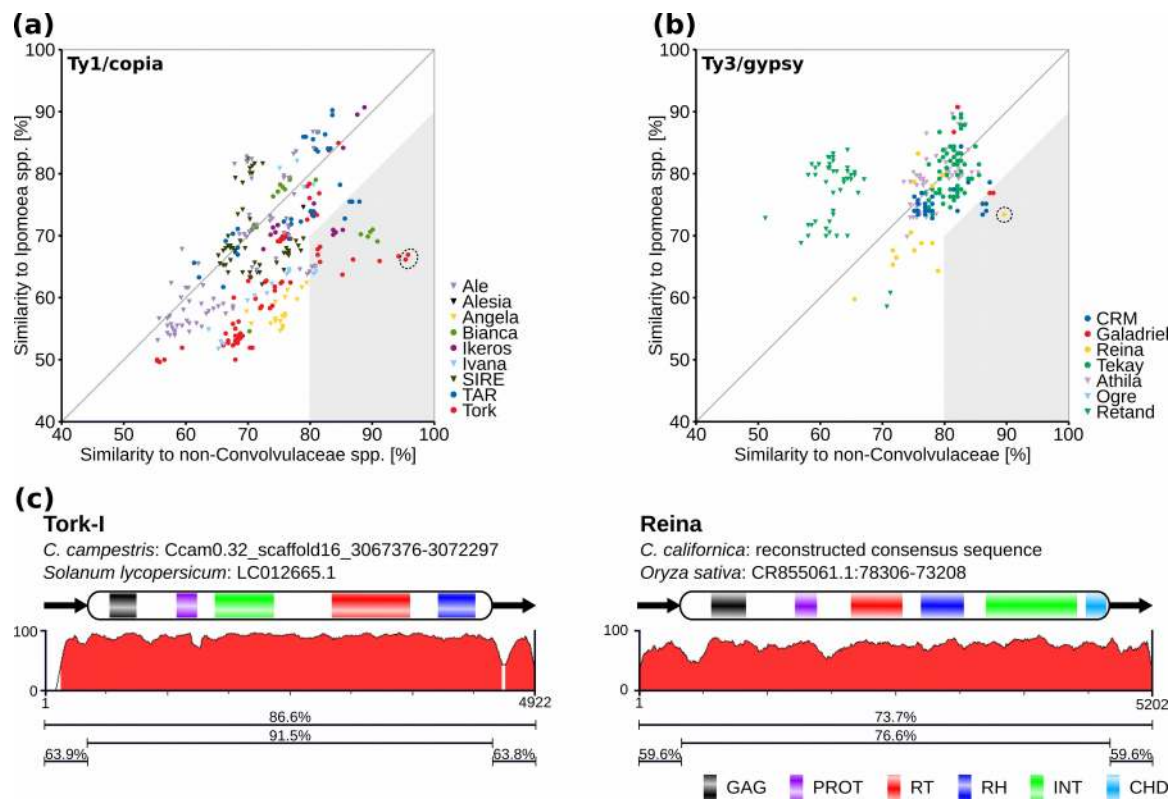 (a)
Ty1/copia
Similarity to Ipomoea spp. [%]
100
90
80
70
60
50
40
40 50 60 70 80 90 100
Similarity to non-Convolvulaceae spp. [%]
Ale
Alesia
Angela
Bianca
Ikeros
Ivana
SIRE
TAR
Tork
(b)
Ty3/gypsy
Similarity to Ipomoea spp. [%]
100
90
80
70
60
50
40
40 50 60 70 80 90 100
Similarity to non-Convolvulaceae [%]
CRM
Galadriel
Reina
Tekay
Athila
Ogre
Retand
(c)
Tork-I
C. campestris: Ccam0.32_scaffold16_3067376-3072297
Solanum lycopersicum: LC012665.1
100
0
1 4922
86.6%
91.5%
63.9% 63.8%
Reina
C. californica: reconstructed consensus sequence
Oryza sativa: CR855061.1:78306-73208
100
0
1 5202
73.7%
76.6%
59.6% 59.6%
GAG PROT RT RH INT CHD